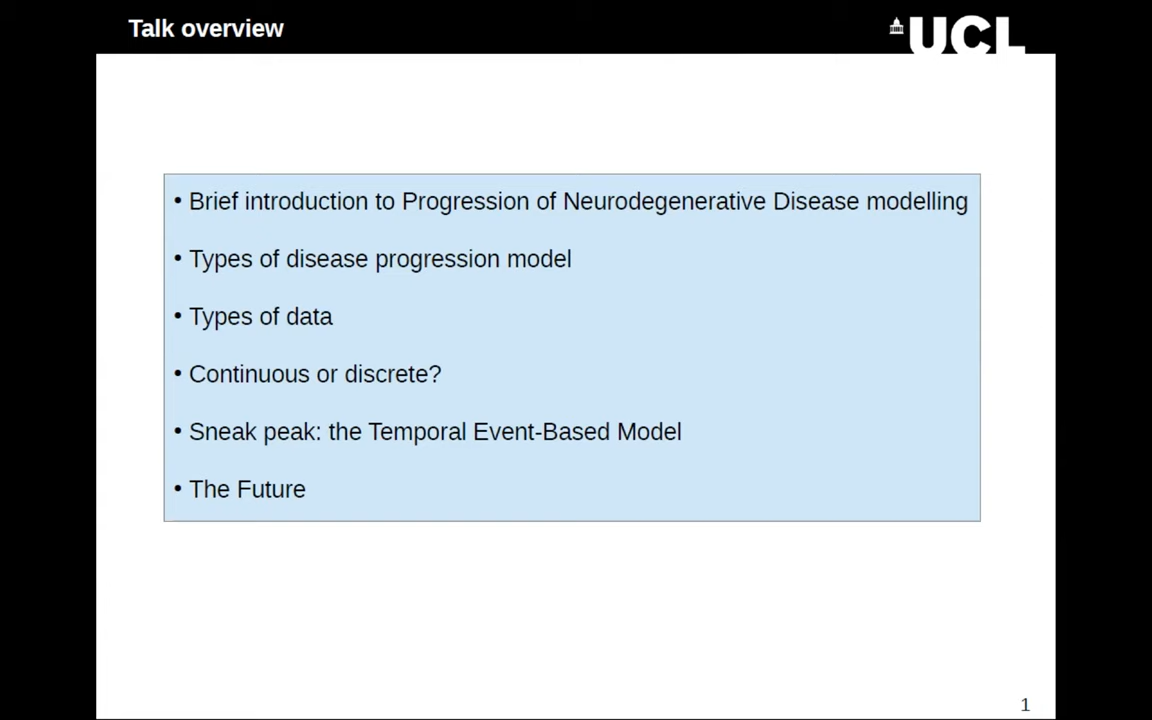 Talk overview
UCL
• Brief introduction to Progression of Neurodegenerative Disease modelling
• Types of disease progression model
• Types of data
• Continuous or discrete?
• Sneak peak: the Temporal Event-Based Model
• The Future
1